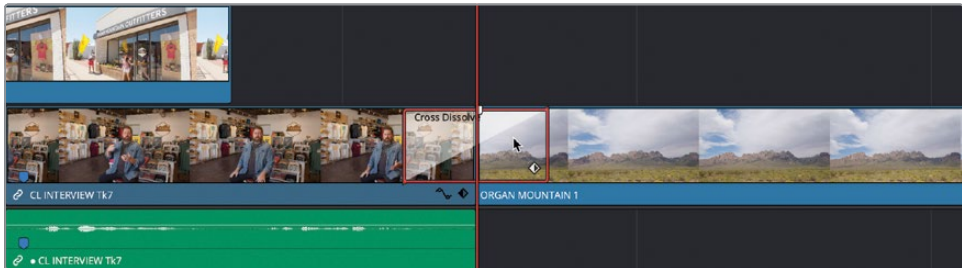 OUTFITTERS
Cross Dissolve
CL INTERVIEW Tk7
ORGAN MOUNTAIN 1
• CL INTERVIEW Tk7